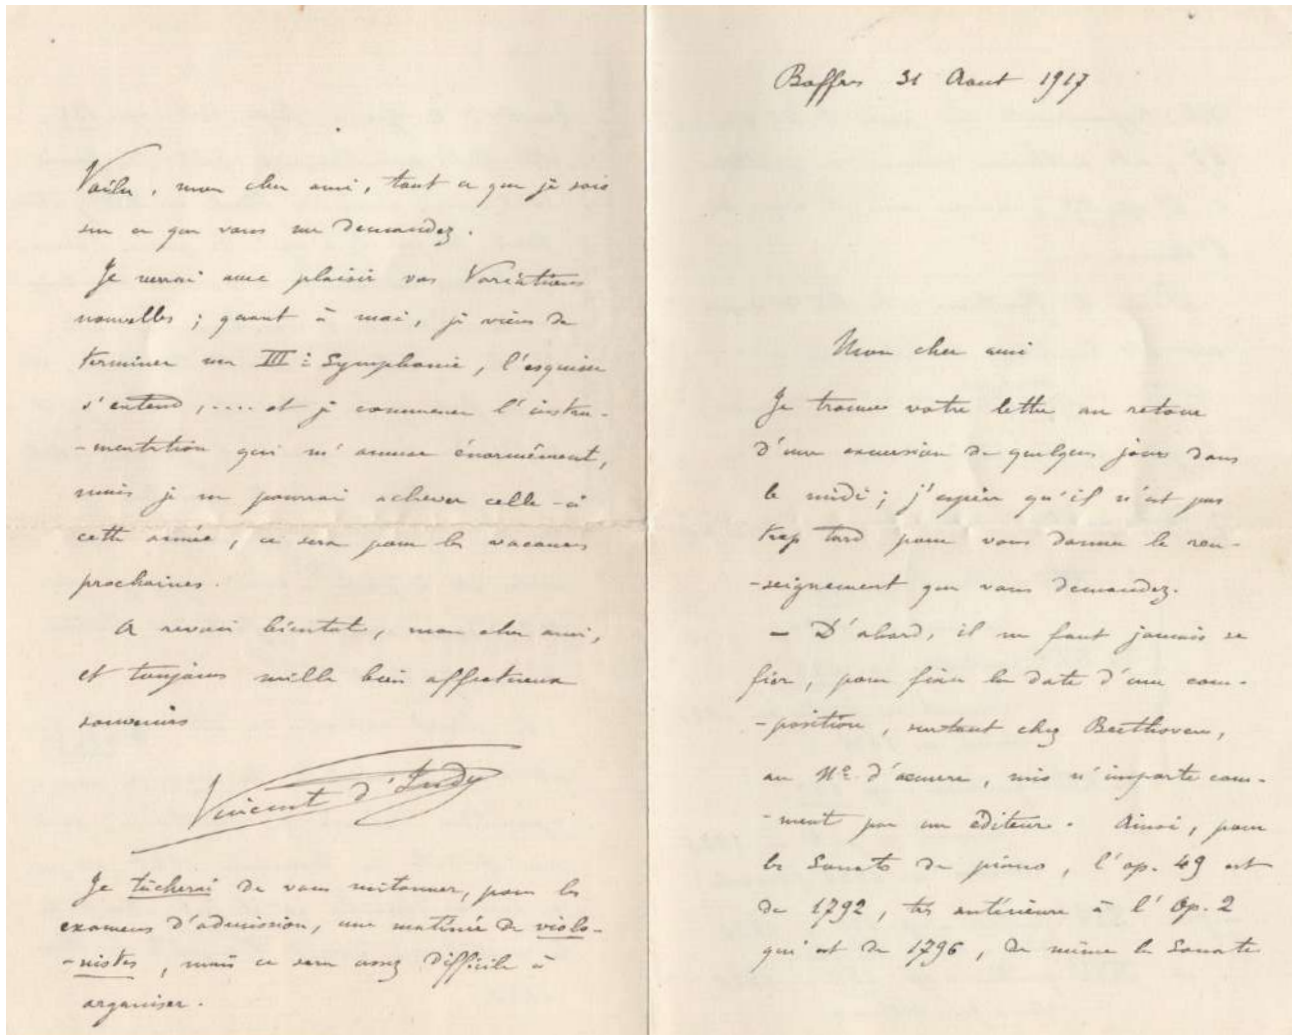 Boffres 31 Aout 1917
Mon cher ami
Je trouve votre lettre au retour
d'une excursion de quelques jours dans
le midi ; j'espère qu'il n'est pas
trop tard pour vous donner le ren-
-seignement que vous demandez.
— D'abord, il ne faut jamais se
fier, pour fixer la date d'une com-
-position, surtout chez Beethoven,
au Nº d'oeuvre, mis n'importe com-
-ment par un éditeur. Ainsi, pour
les Sonates de piano, l'op. 49 est
de 1792, très antérieure à l'Op. 2
qui est de 1796, de même la Sonate
Voilà, mon cher ami, tout ce que je sais
sur ce que vous me demandez.
Je verrai avec plaisir vos Variations
nouvelles ; quant à moi, je viens de
terminer ma IIIe Symphonie, l'esquisse
s'entend,.... et je commence l'instru-
-mentation qui m'amuse énormément,
mais je ne pourrai achever celle-ci
cette année, ce sera pour les vacances
prochaines.
A revoir bientôt, mon cher ami,
et toujours mille bien affectueux
souvenirs
Vincent d'Indy
Je tâcherai de vous mitonner, pour les
examens d'admission, une matinée de violo-
-nistes, mais ce sera assez difficile à
organiser.